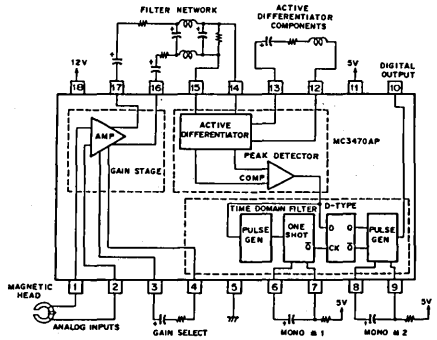 FILTER NETWORK
ACTIVE
DIFFERENTIATOR
COMPONENTS
12V
5V
DIGITAL
OUTPUT
18 17 16 15 14 13 12 11 10
AMP
GAIN STAGE
ACTIVE
DIFFERENTIATOR
MC3470AP
PEAK DETECTOR
COMP
TIME DOMAIN FILTER
D-TYPE
PULSE
GEN
ONE
SHOT
Q
D Q
CK Q
PULSE
GEN
MAGNETIC
HEAD
1 2 3 4 5 6 7 8 9
5V
5V
ANALOG INPUTS
GAIN SELECT
MONO # 1
MONO # 2